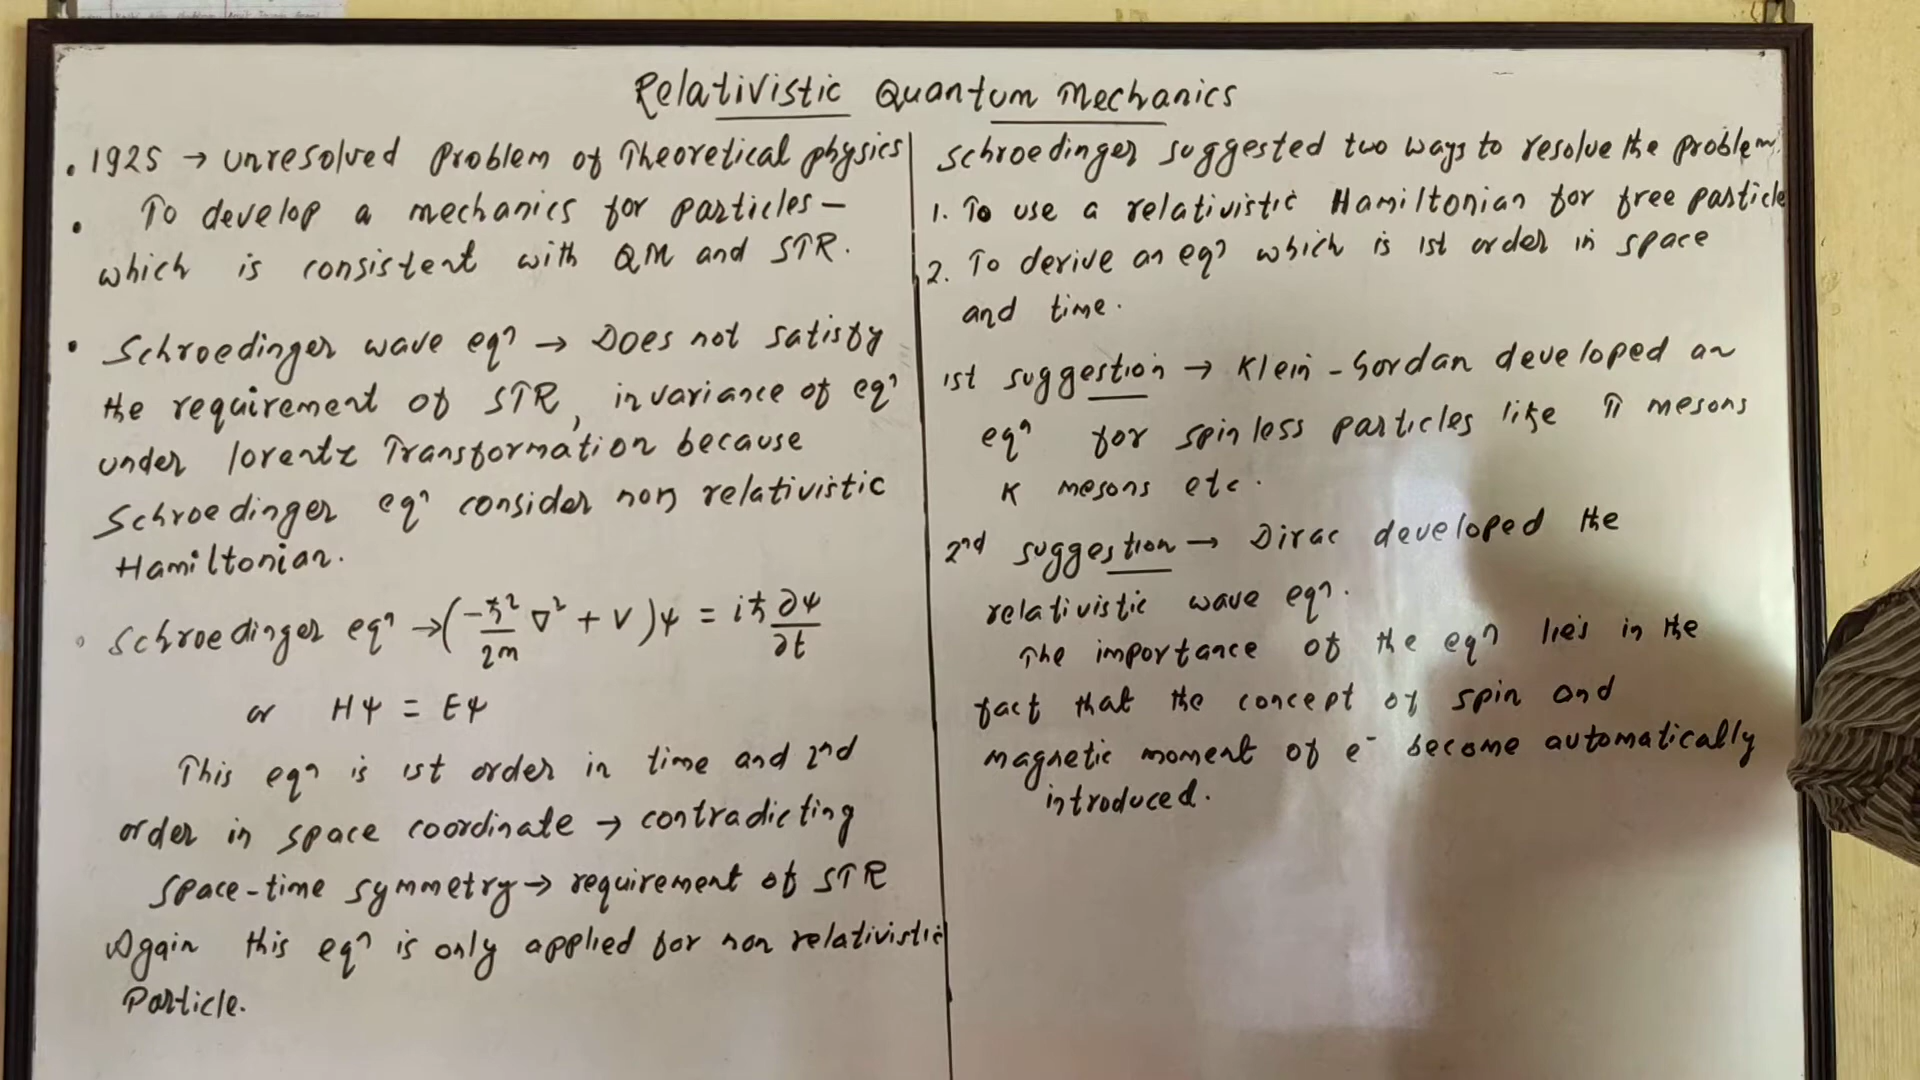 Relativistic Quantum Mechanics
. 1925 → unresolved Problem of Theoretical physics
. To develop a mechanics for particles –
which is consistent with QM and STR.
• Schroedinger wave eqⁿ → Does not satisfy
the requirement of STR, invariance of eqⁿ
under lorentz Transformation because
Schroedinger eqⁿ consider non relativistic
Hamiltonian.
◦ Schroedinger eqⁿ → (-ħ²/2m ∇² + V)ψ = iħ ∂ψ/∂t
or Hψ = Eψ
This eqⁿ is 1st order in time and 2nd
order in space coordinate → contradicting
Space-time symmetry → requirement of STR
Again this eqⁿ is only applied for non relativistic
Particle.
Schroedinger suggested two ways to resolve the problem.
1. To use a relativistic Hamiltonian for free particle
2. To derive an eqⁿ which is 1st order in space
and time.
1st suggestion → Klein - Gordan developed an
eqⁿ for spinless particles like π mesons
K mesons etc.
2nd suggestion → Dirac developed the
relativistic wave eqⁿ.
The importance of the eqⁿ lies in the
fact that the concept of spin and
magnetic moment of e⁻ become automatically
introduced.